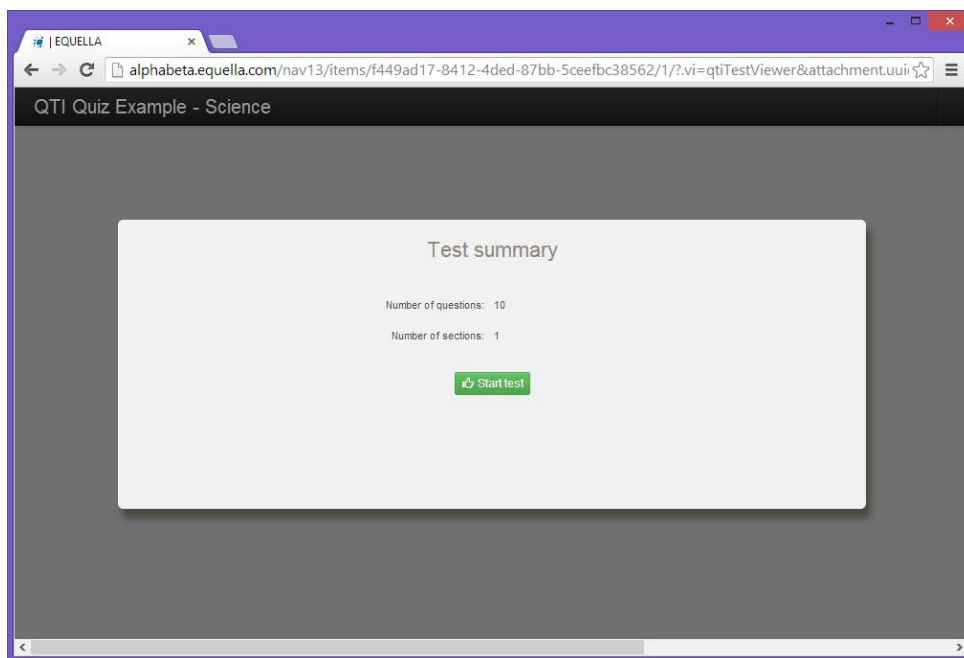 | EQUELLA
alphabeta.equella.com/nav13/items/f449ad17-8412-4ded-87bb-5ceefbc38562/1/?.vi=qtiTestViewer&attachment.uui
QTI Quiz Example - Science
Test summary
Number of questions: 10
Number of sections: 1
Start test